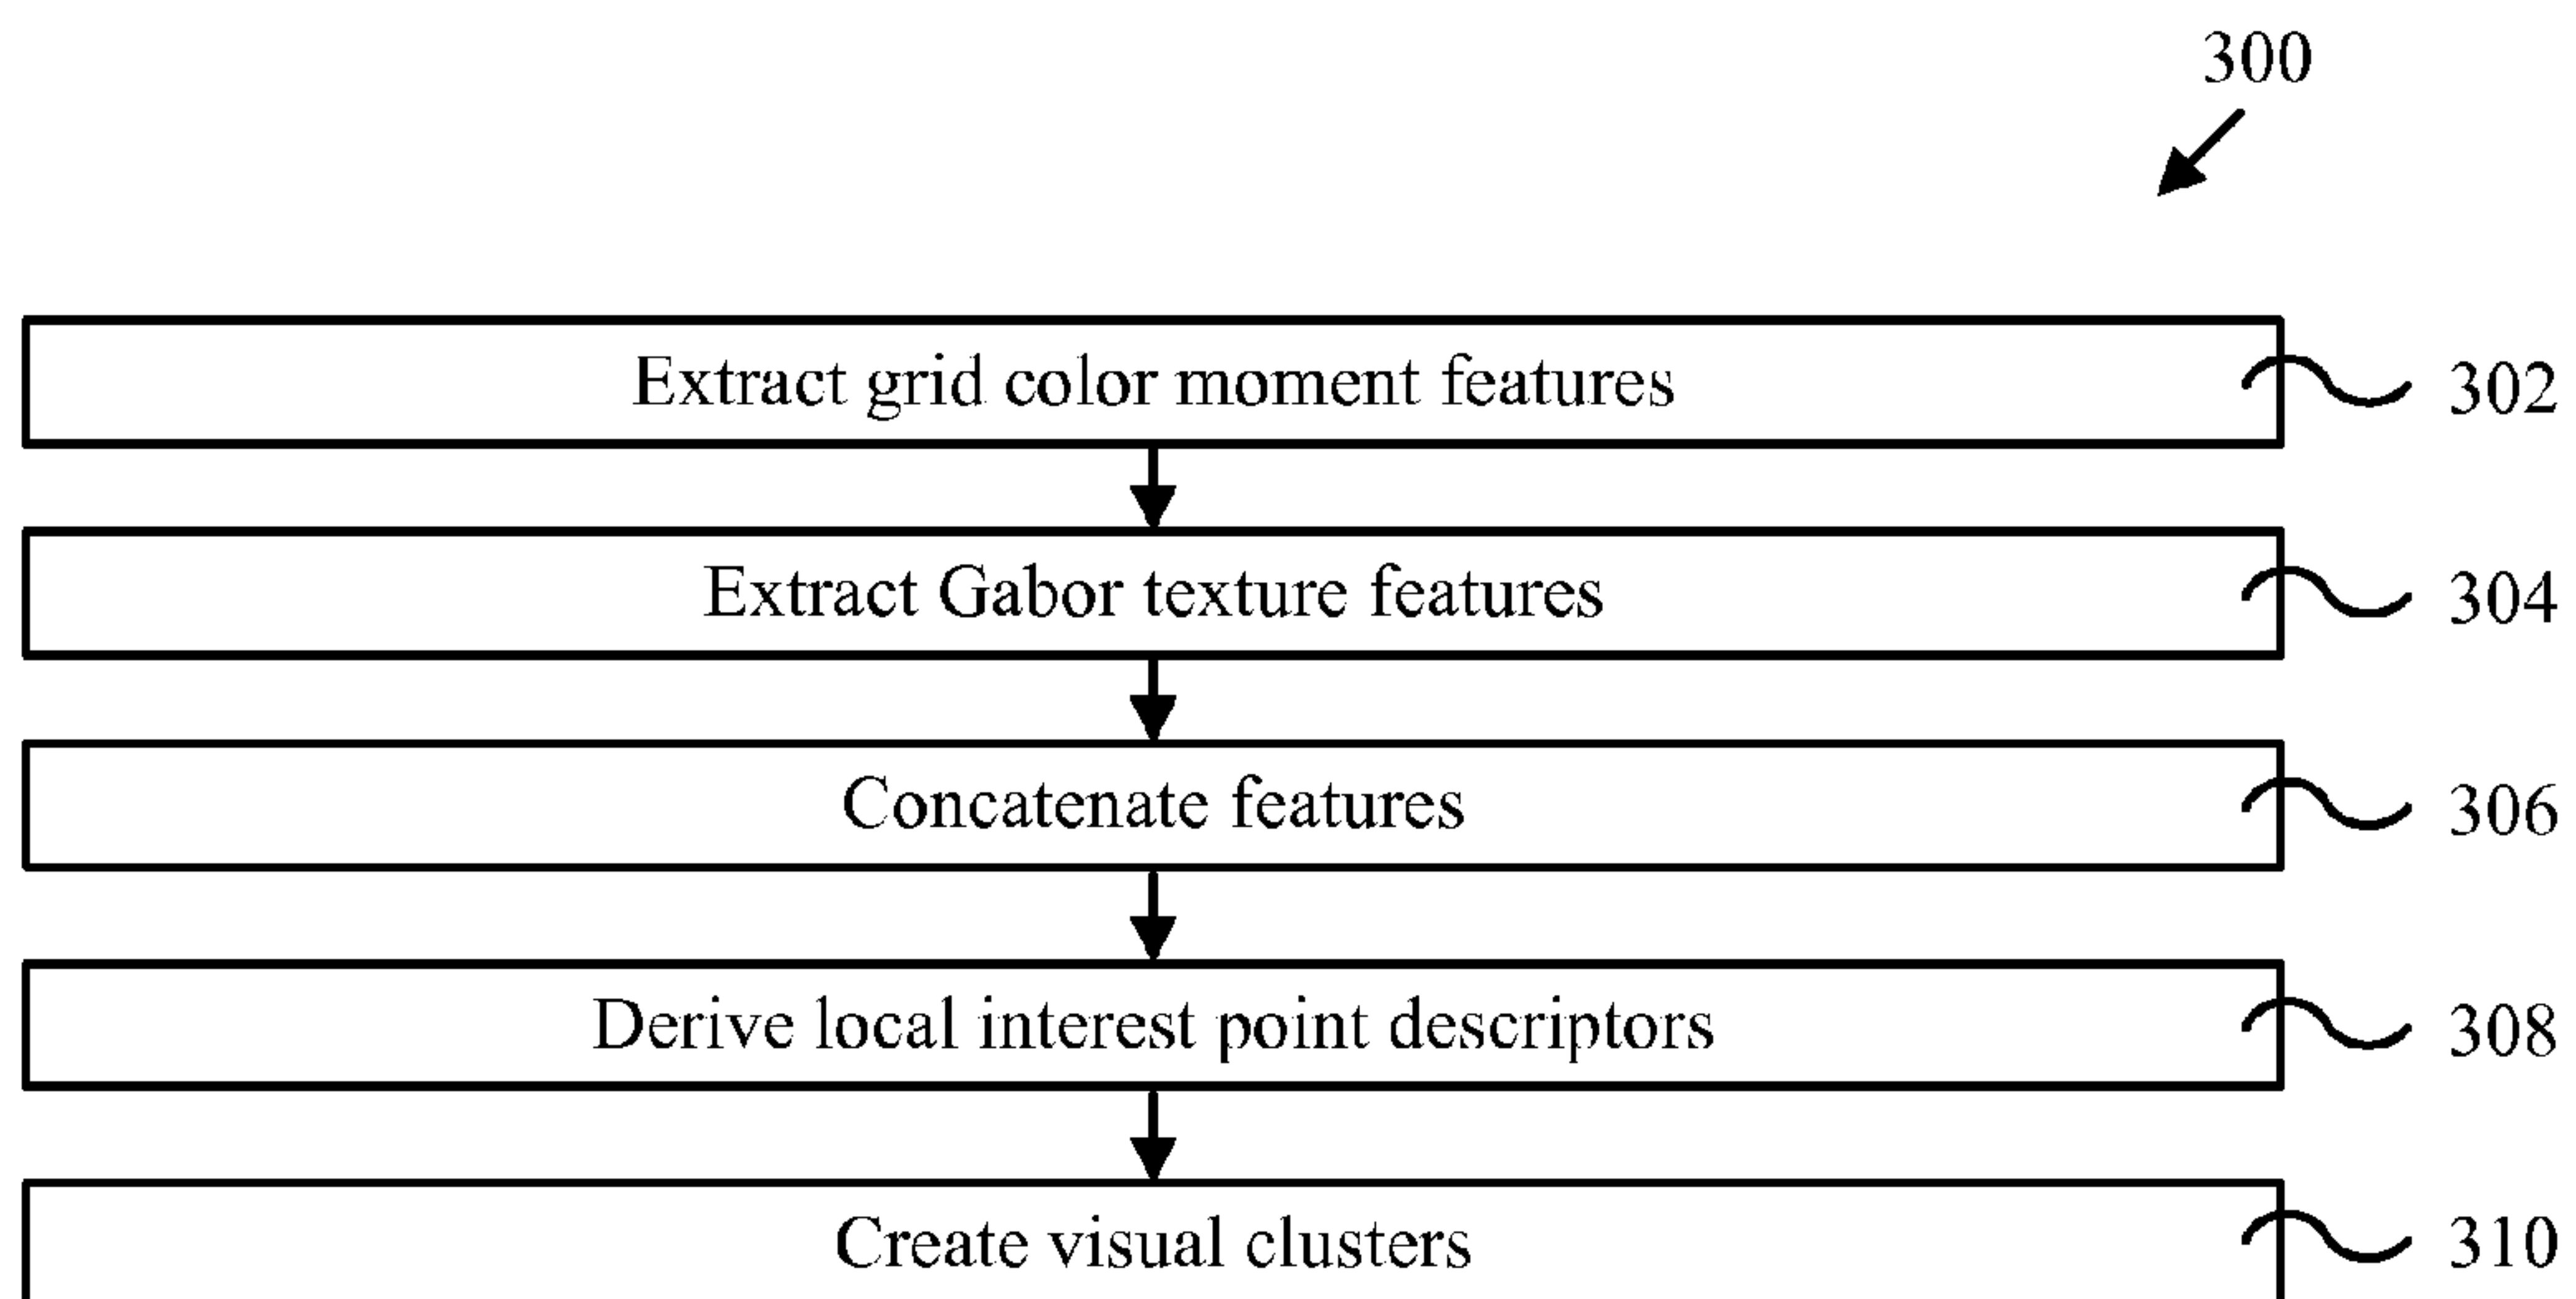 300
Extract grid color moment features
302
Extract Gabor texture features
304
Concatenate features
306
Derive local interest point descriptors
308
Create visual clusters
310